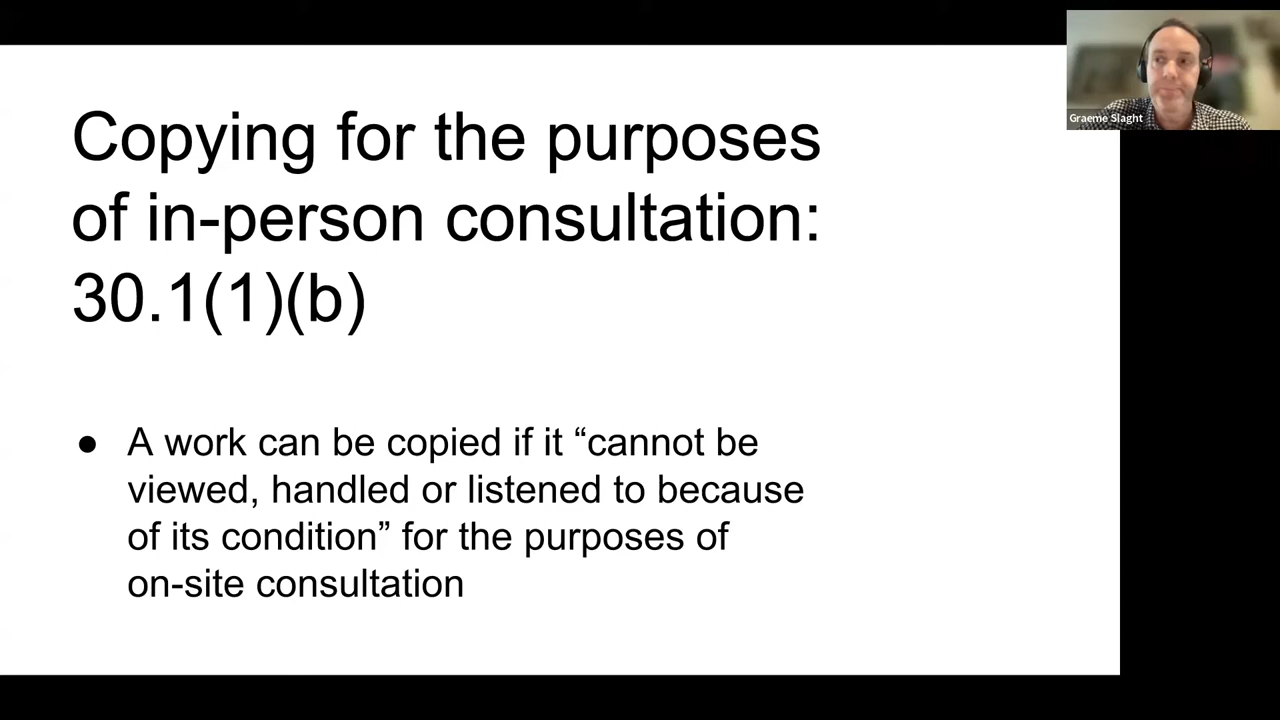 Copying for the purposes
of in-person consultation:
30.1(1)(b)
● A work can be copied if it “cannot be
viewed, handled or listened to because
of its condition” for the purposes of
on-site consultation
Graeme Slaght